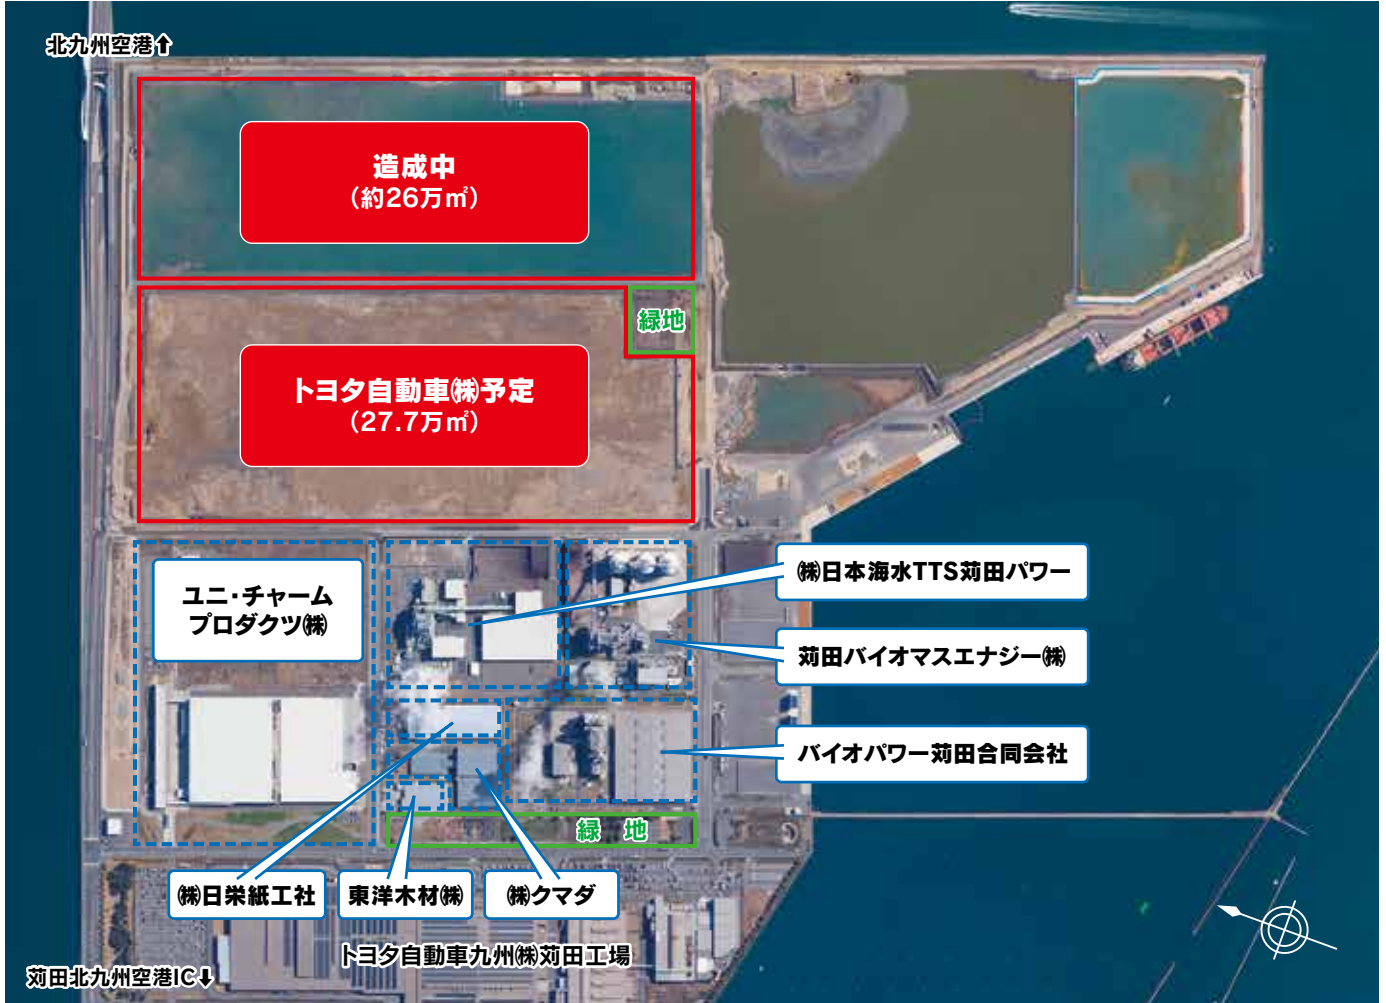 北九州空港⬆
造成中
(約26万㎡)
緑地
トヨタ自動車㈱予定
(27.7万㎡)
ユニ・チャーム
プロダクツ㈱
㈱日本海水TTS苅田パワー
苅田バイオマスエナジー㈱
バイオパワー苅田合同会社
緑 地
㈱日栄紙工社
東洋木材㈱
㈱クマダ
トヨタ自動車九州㈱苅田工場
苅田北九州空港IC⬇